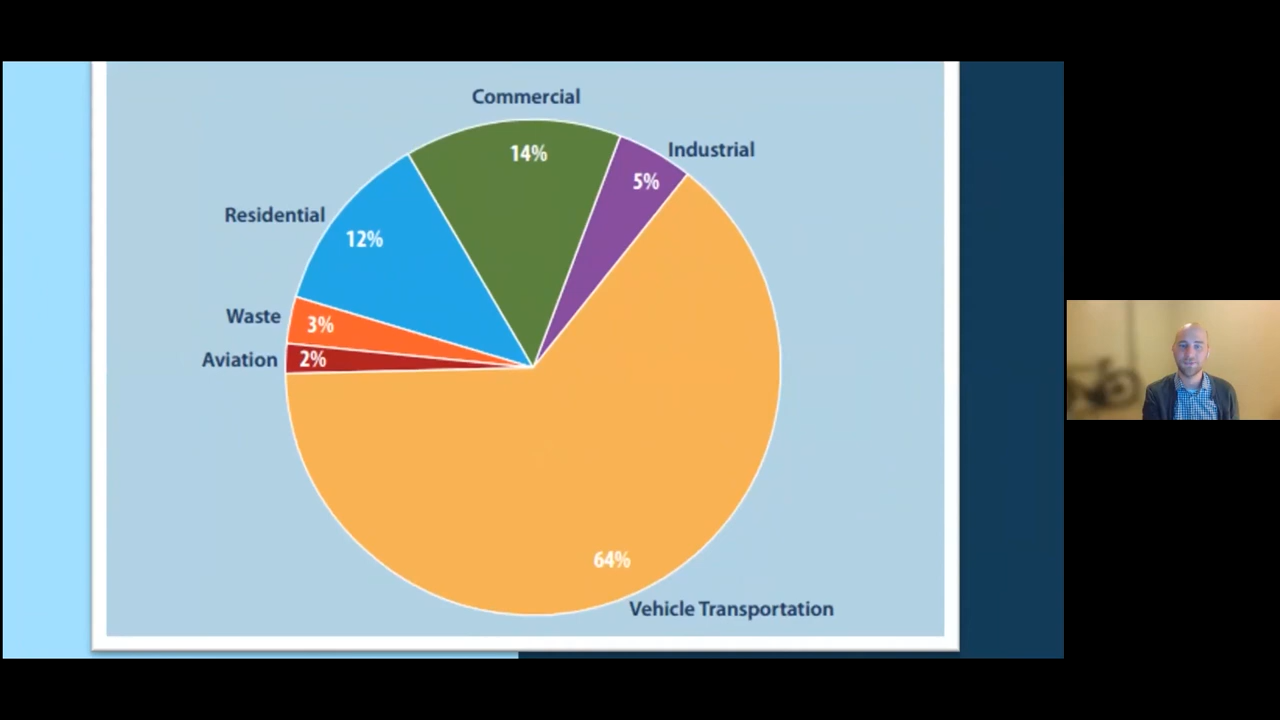 Commercial
14%
Industrial
5%
Residential
12%
Waste
3%
Aviation
2%
64%
Vehicle Transportation